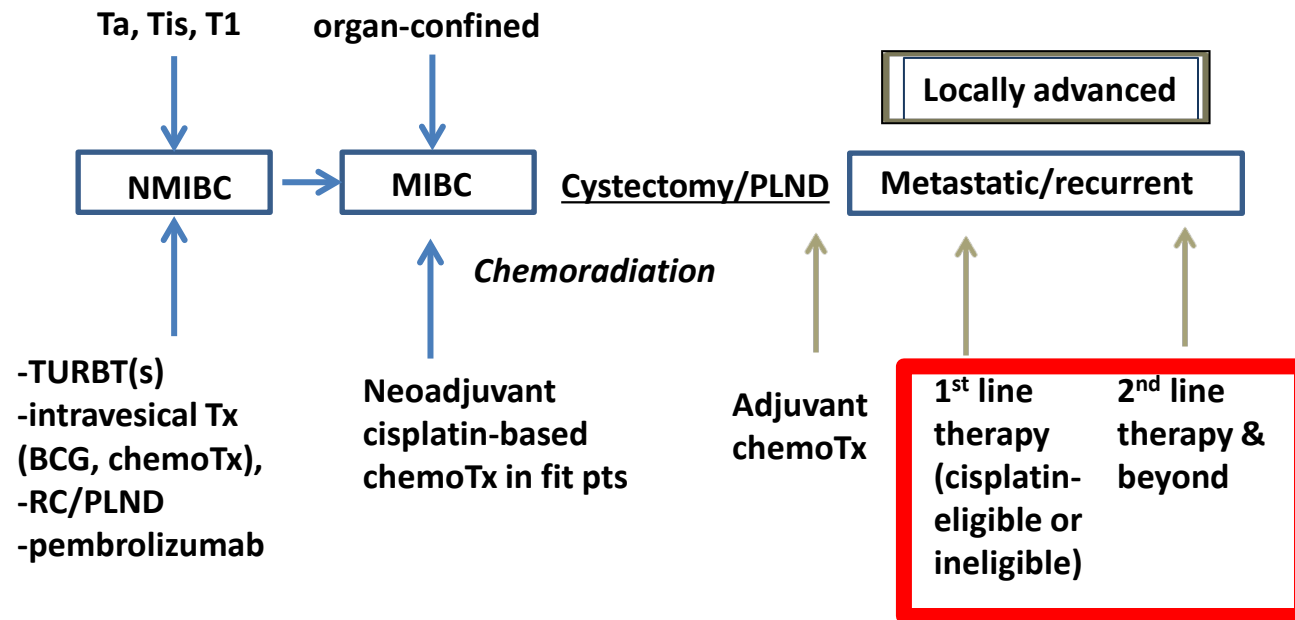 Ta, Tis, T1
organ-confined
Locally advanced
NMIBC
MIBC
Cystectomy/PLND
Metastatic/recurrent
Chemoradiation
-TURBT(s)
-intravesical Tx
(BCG, chemoTx),
-RC/PLND
-pembrolizumab
Neoadjuvant
cisplatin-based
chemoTx in fit pts
Adjuvant
chemoTx
1st line
therapy
(cisplatin-
eligible or
ineligible)
2nd line
therapy &
beyond